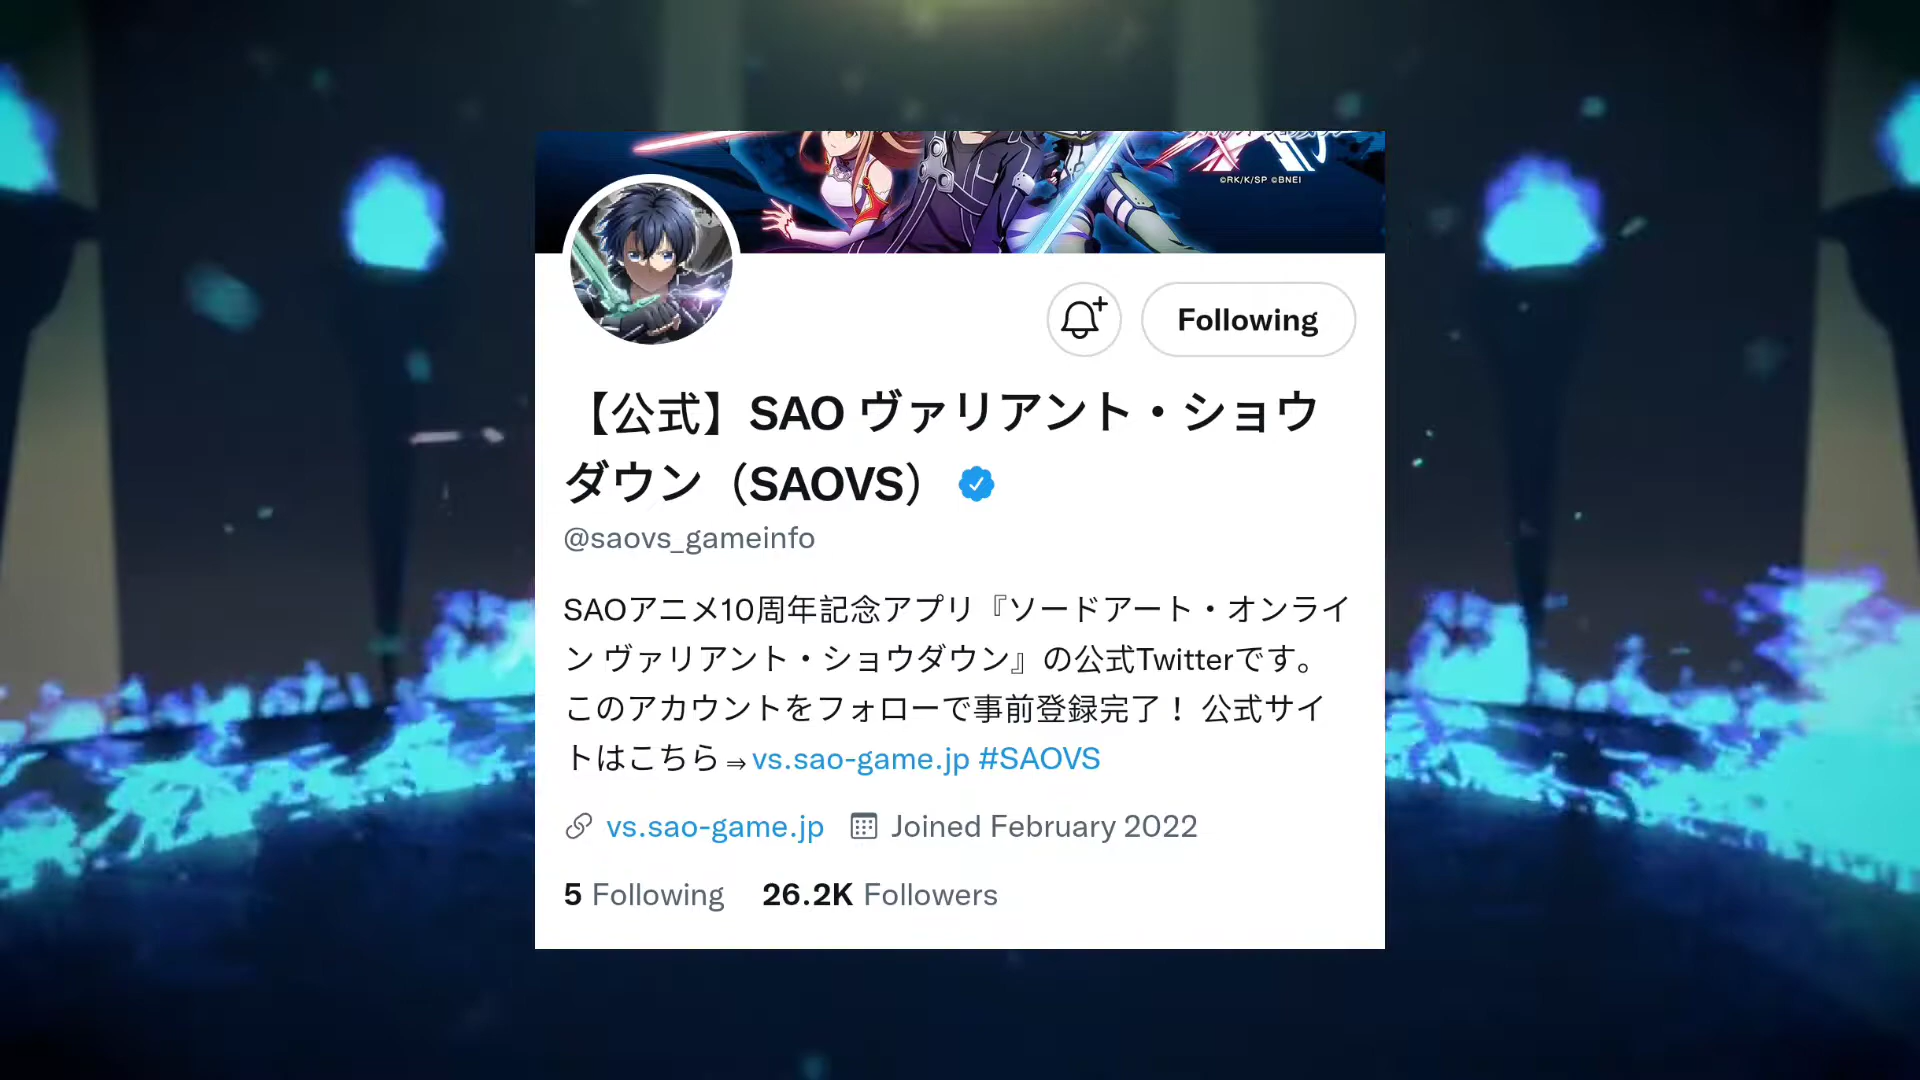 ©RK/K/SP ©BNEI
Following
【公式】SAO ヴァリアント・ショウ
ダウン（SAOVS）
@saovs_gameinfo
SAOアニメ10周年記念アプリ『ソードアート・オンライ
ン ヴァリアント・ショウダウン』の公式Twitterです。
このアカウントをフォローで事前登録完了！ 公式サイ
トはこちら⇒vs.sao-game.jp #SAOVS
vs.sao-game.jp Joined February 2022
5 Following 26.2K Followers